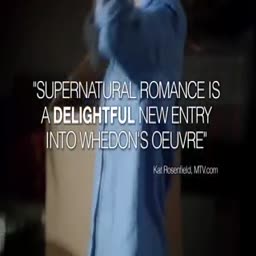 "SUPERNATURAL ROMANCE IS
A DELIGHTFUL NEW ENTRY
INTO WHEDON'S OEUVRE"
Kat Rosenfield, MTV.com